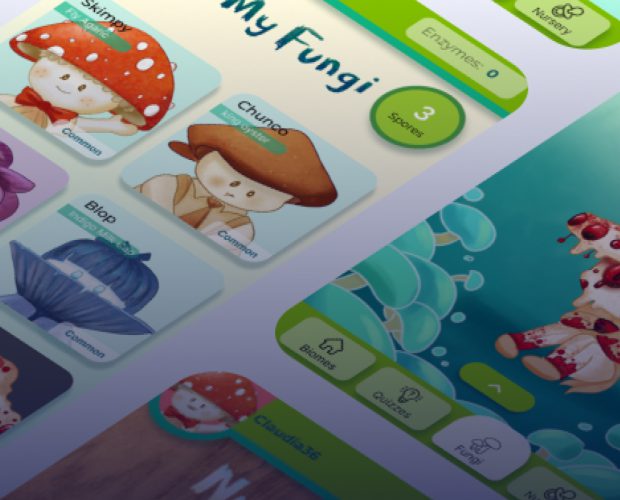 My Fungi
Enzymes: 0
3
Spores
Skimpy
Fly Agaric
Common
Chunco
King Oyster
Common
Blop
Indigo Milk Cap
Common
Nursery
Biomes
Quizzes
Fungi
Claudia36